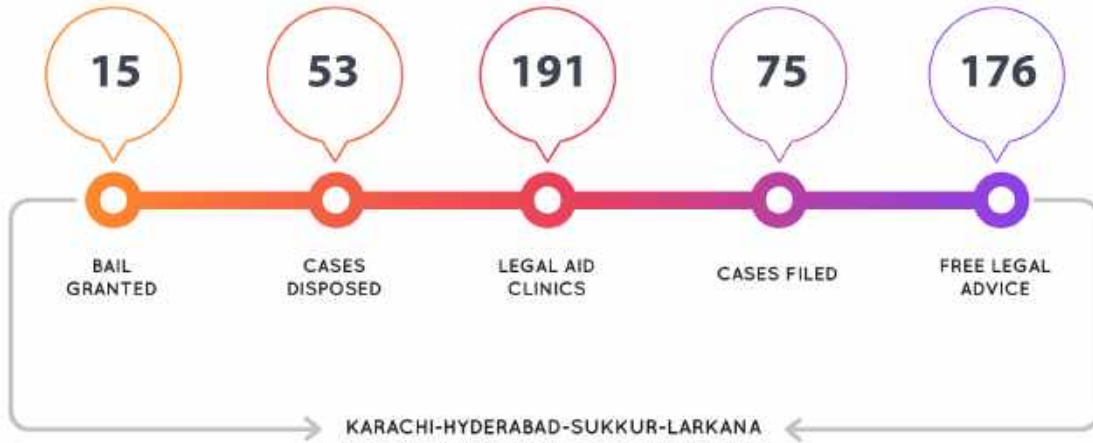 15
53
191
75
176
BAIL
GRANTED
CASES
DISPOSED
LEGAL AID
CLINICS
CASES FILED
FREE LEGAL
ADVICE
KARACHI-HYDERABAD-SUKKUR-LARKANA